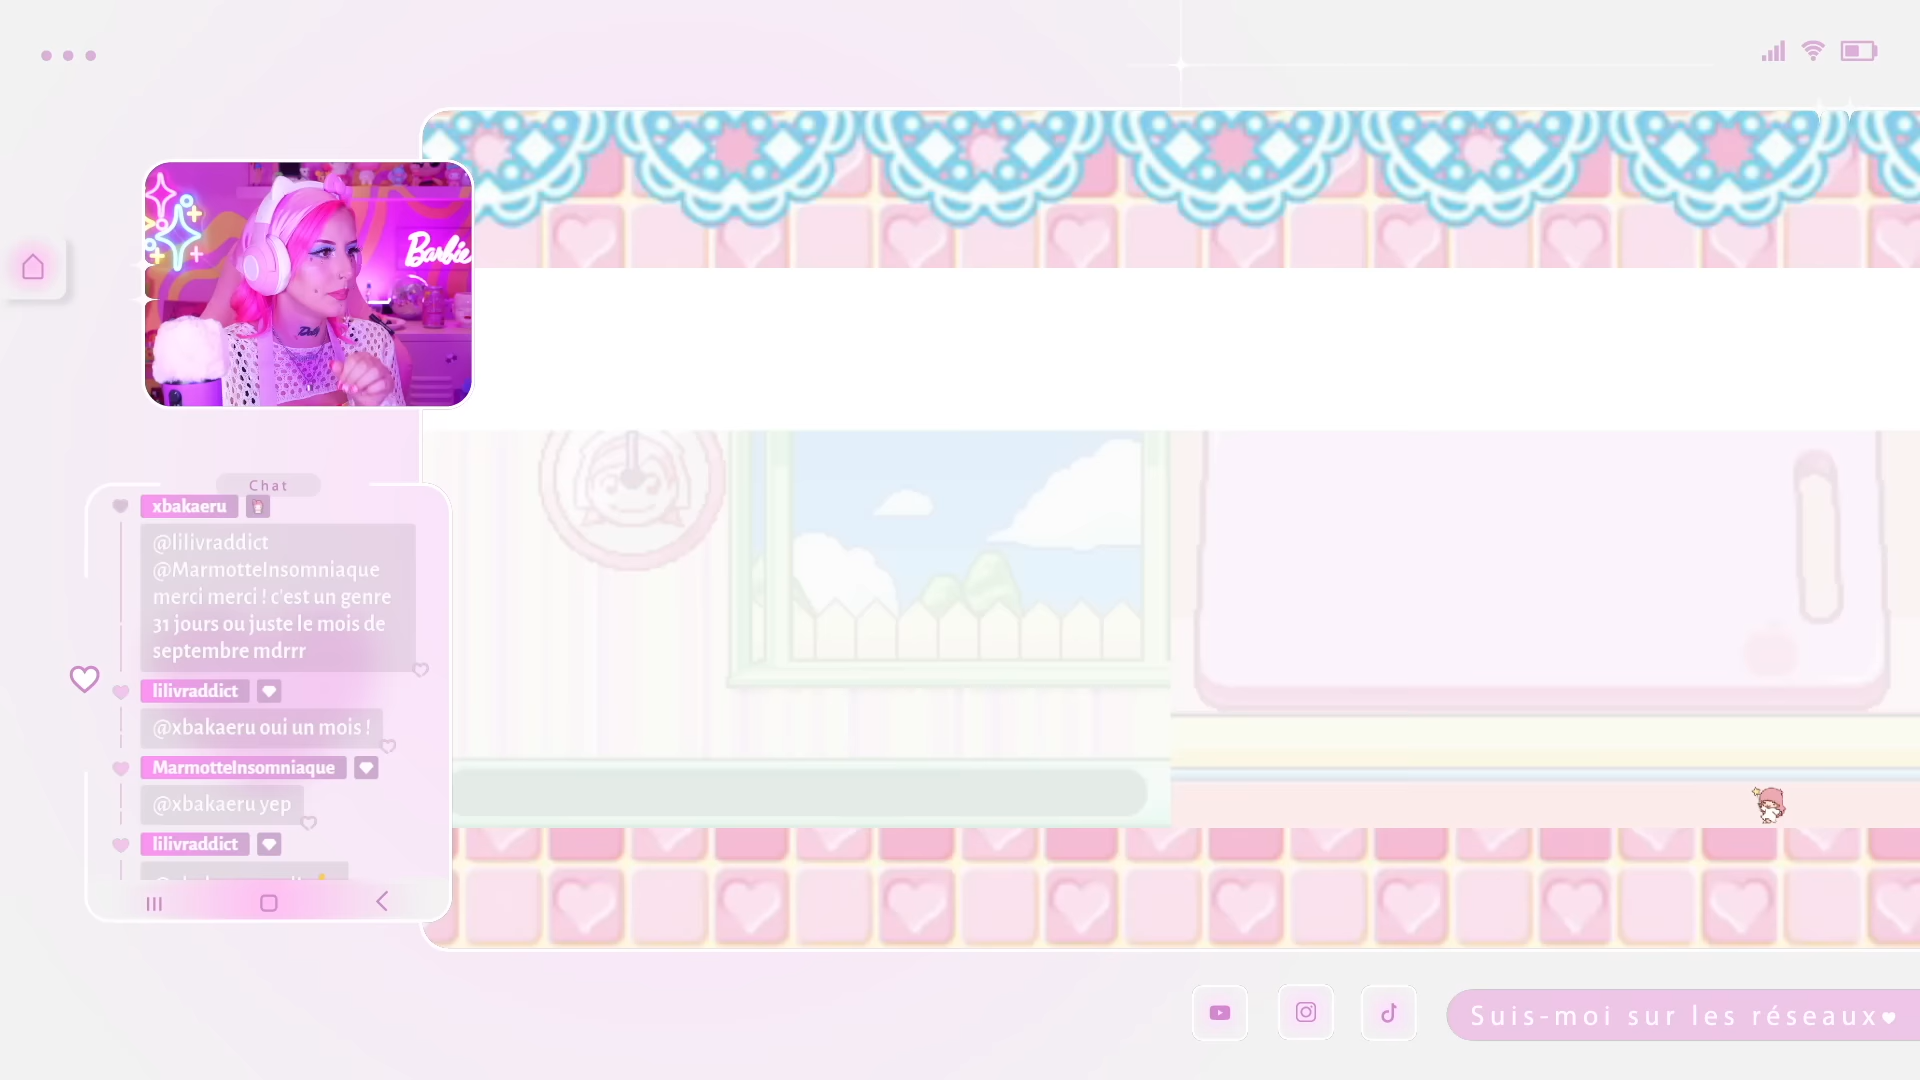 Barbie
Chat
xbakaeru
@lilivraddict
@MarmotteInsomniaque
merci merci ! c'est un genre
31 jours ou juste le mois de
septembre mdrrr
lilivraddict
@xbakaeru oui un mois !
MarmotteInsomniaque
@xbakaeru yep
lilivraddict
Suis-moi sur les réseaux